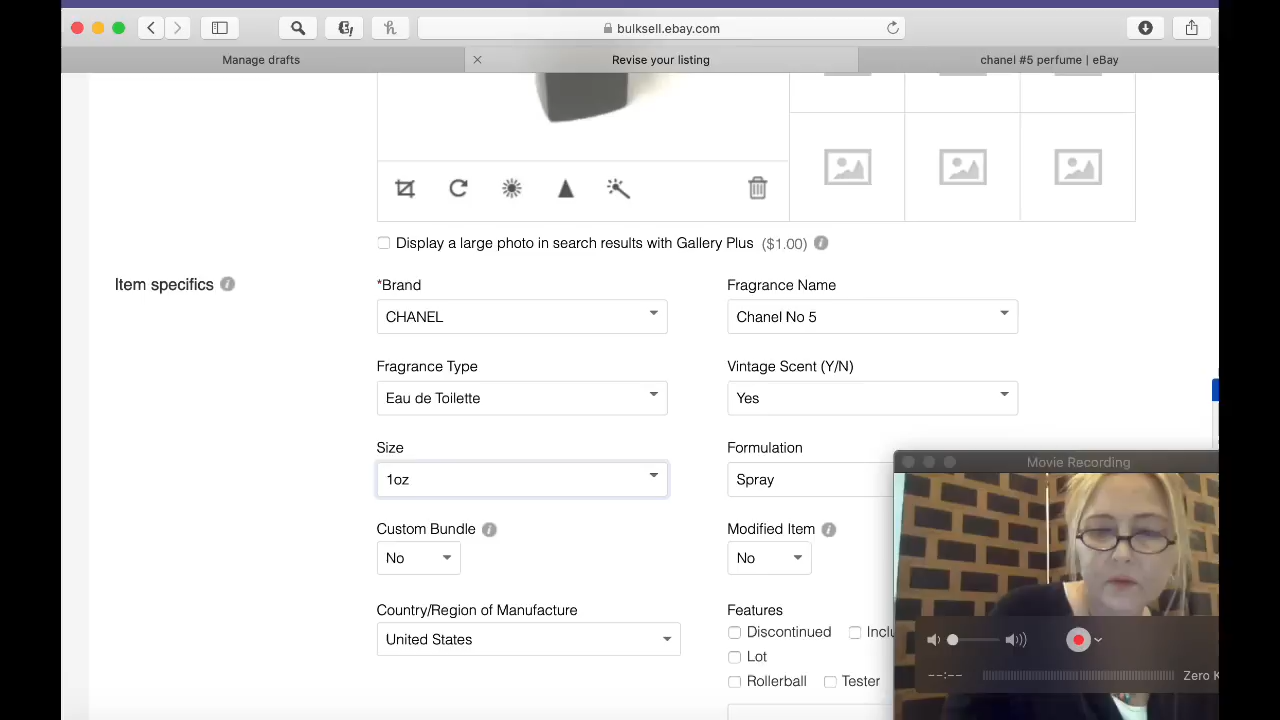 bulksell.ebay.com
Manage drafts
Revise your listing
chanel #5 perfume | eBay
Display a large photo in search results with Gallery Plus ($1.00)
Item specifics
*Brand
Fragrance Name
CHANEL
Chanel No 5
Fragrance Type
Vintage Scent (Y/N)
Eau de Toilette
Yes
Size
Formulation
Movie Recording
1oz
Spray
Custom Bundle
Modified Item
No
No
Country/Region of Manufacture
Features
Discontinued
Inclu
United States
Lot
--:--
Zero K
Rollerball
Tester